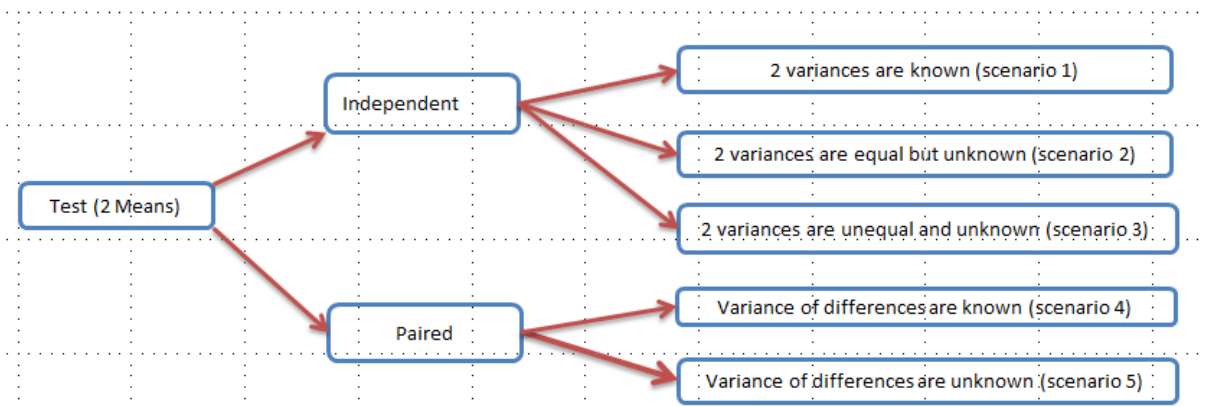 2 variances are known (scenario 1)
Independent
2 variances are equal but unknown (scenario 2)
Test (2 Means)
2 variances are unequal and unknown (scenario 3)
Variance of differences are known (scenario 4)
Paired
Variance of differences are unknown (scenario 5)